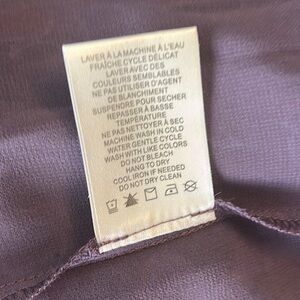 LAVER À LA MACHINE À L'EAU
FRAÎCHE CYCLE DÉLICAT
LAVER AVEC DES
COULEURS SEMBLABLES
NE PAS UTILISER D'AGENT
DE BLANCHIMENT
SUSPENDRE POUR SECHER
REPASSER À BASSE
TEMPÉRATURE
NE PAS NETTOYER À SEC
MACHINE WASH IN COLD
WATER GENTLE CYCLE
WASH WITH LIKE COLORS
DO NOT BLEACH
HANG TO DRY
COOL IRON IF NEEDED
DO NOT DRY CLEAN